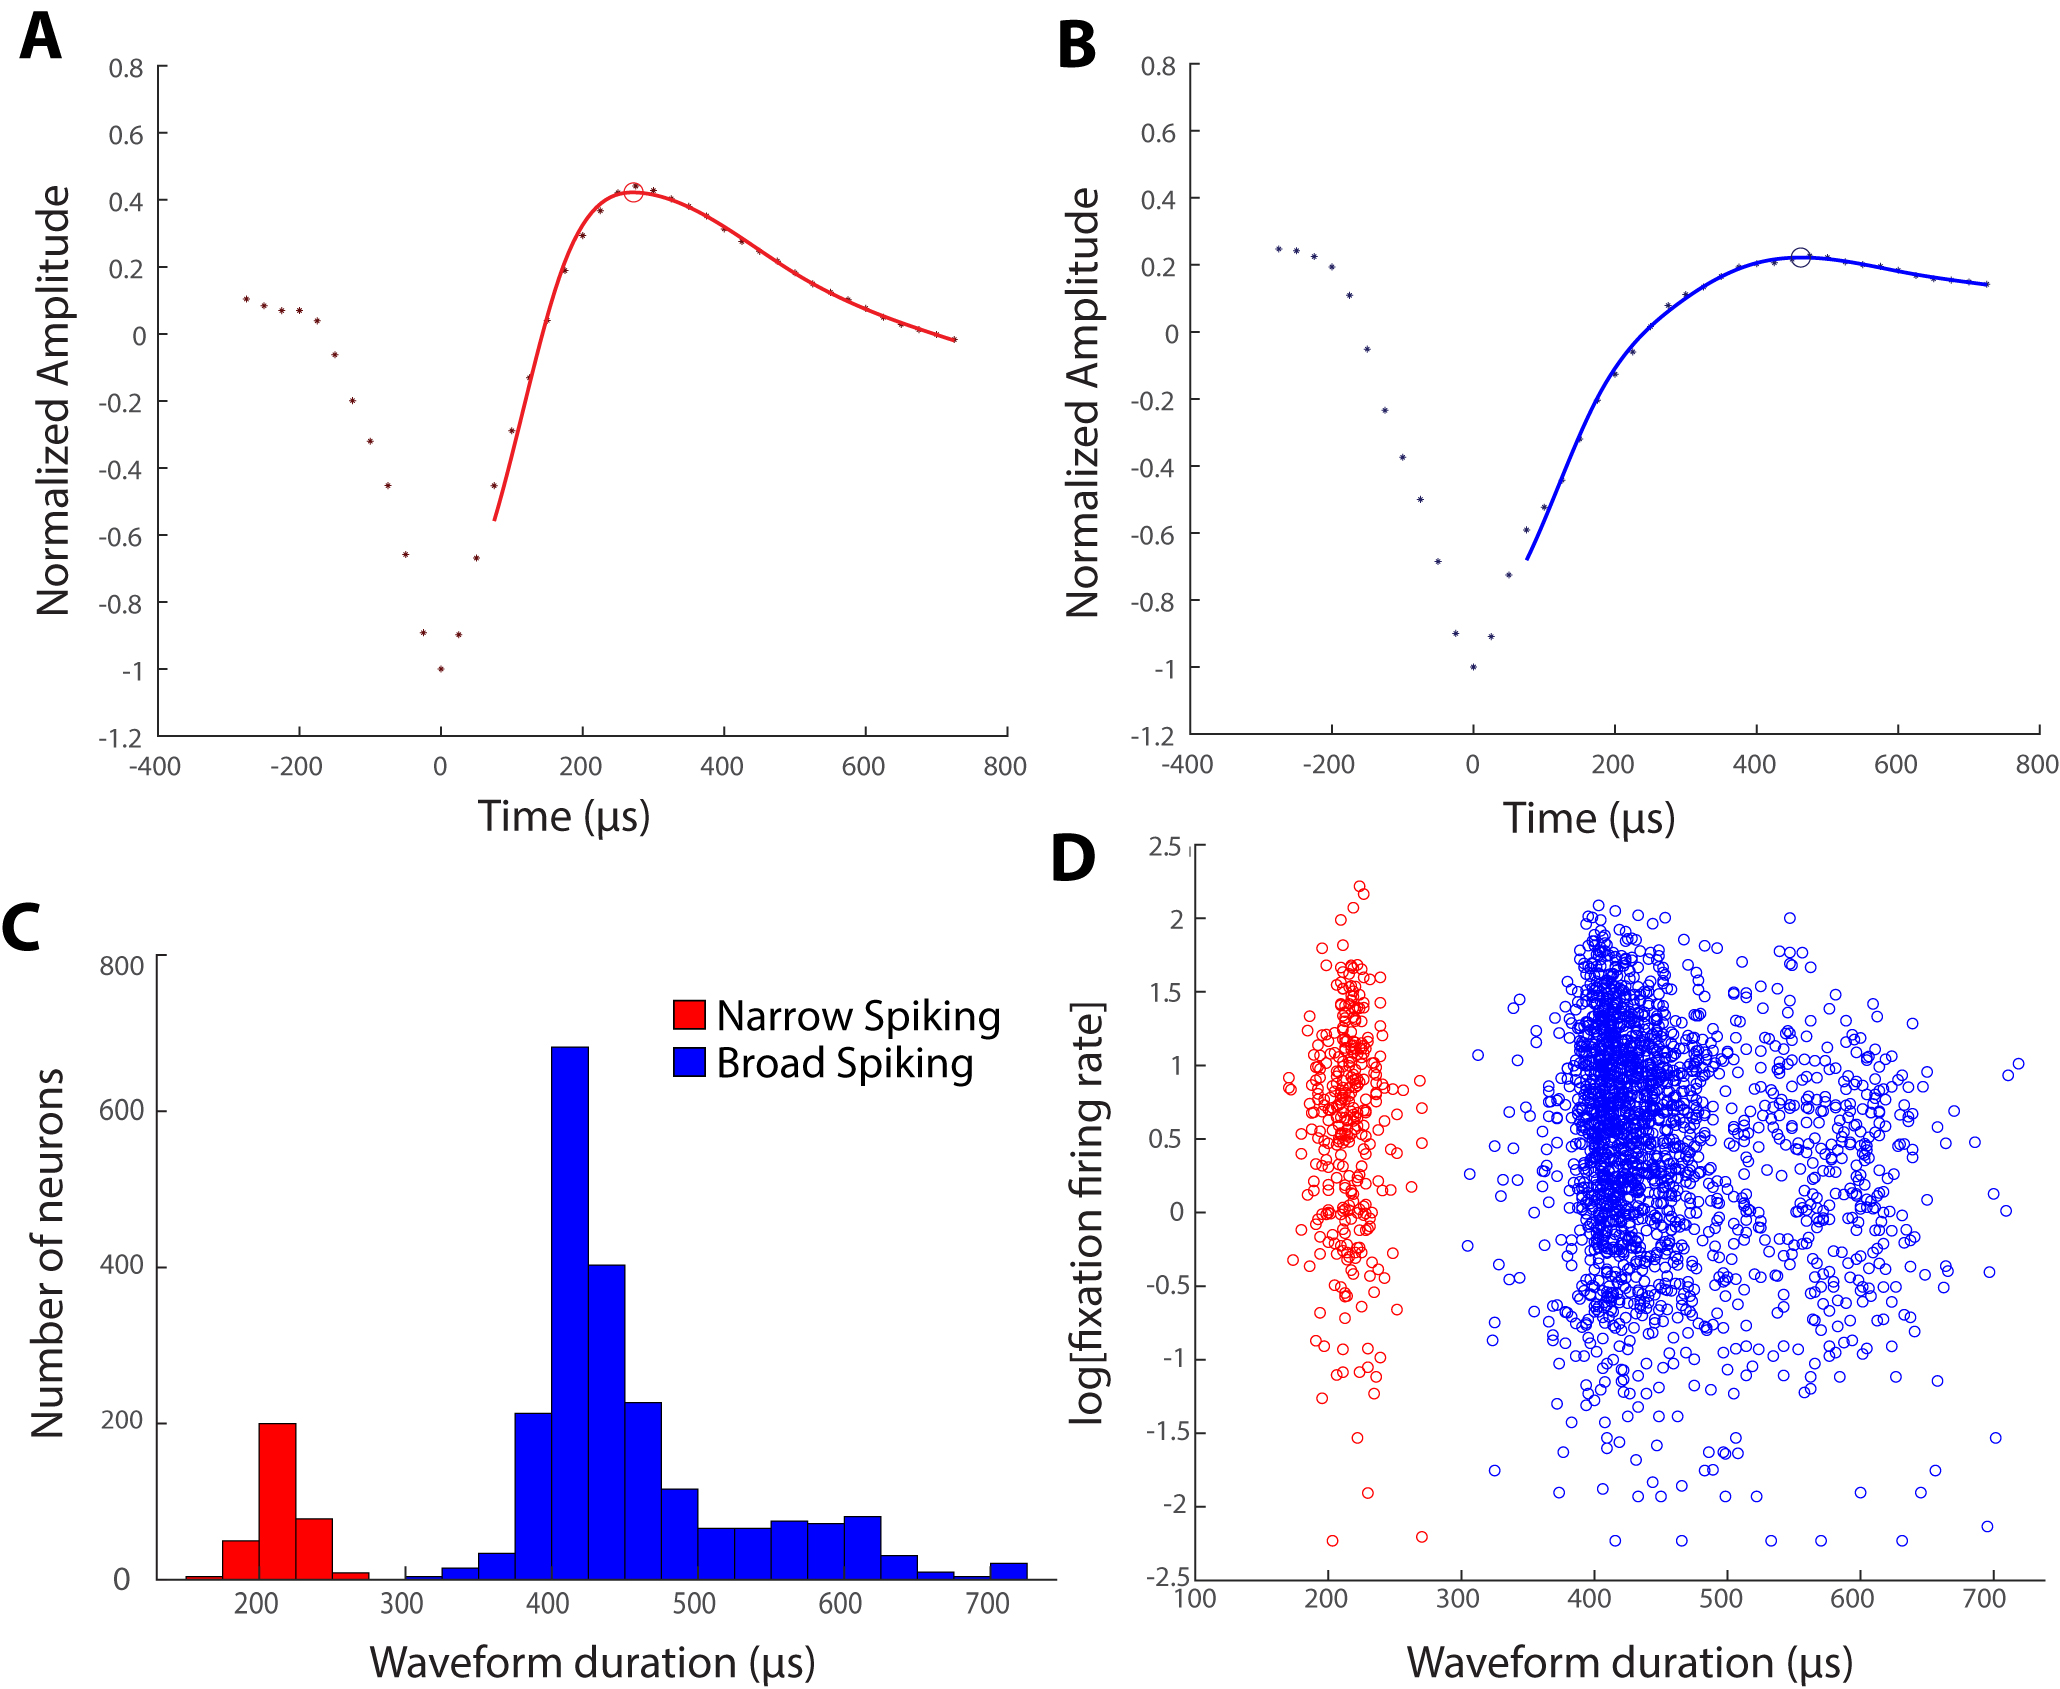 A
0.8
0.6
0.4
0.2
0
-0.2
-0.4
-0.6
-0.8
-1
-1.2
-400 -200 0 200 400 600 800
Normalized Amplitude
Time (μs)
B
0.8
0.6
0.4
0.2
0
-0.2
-0.4
-0.6
-0.8
-1
-1.2
-400 -200 0 200 400 600 800
Normalized Amplitude
Time (μs)
C
800
600
400
200
0
200 300 400 500 600 700
Number of neurons
Waveform duration (μs)
Narrow Spiking
Broad Spiking
D
2.5
2
1.5
1
0.5
0
-0.5
-1
-1.5
-2
-2.5
100 200 300 400 500 600 700
log[fixation firing rate]
Waveform duration (μs)